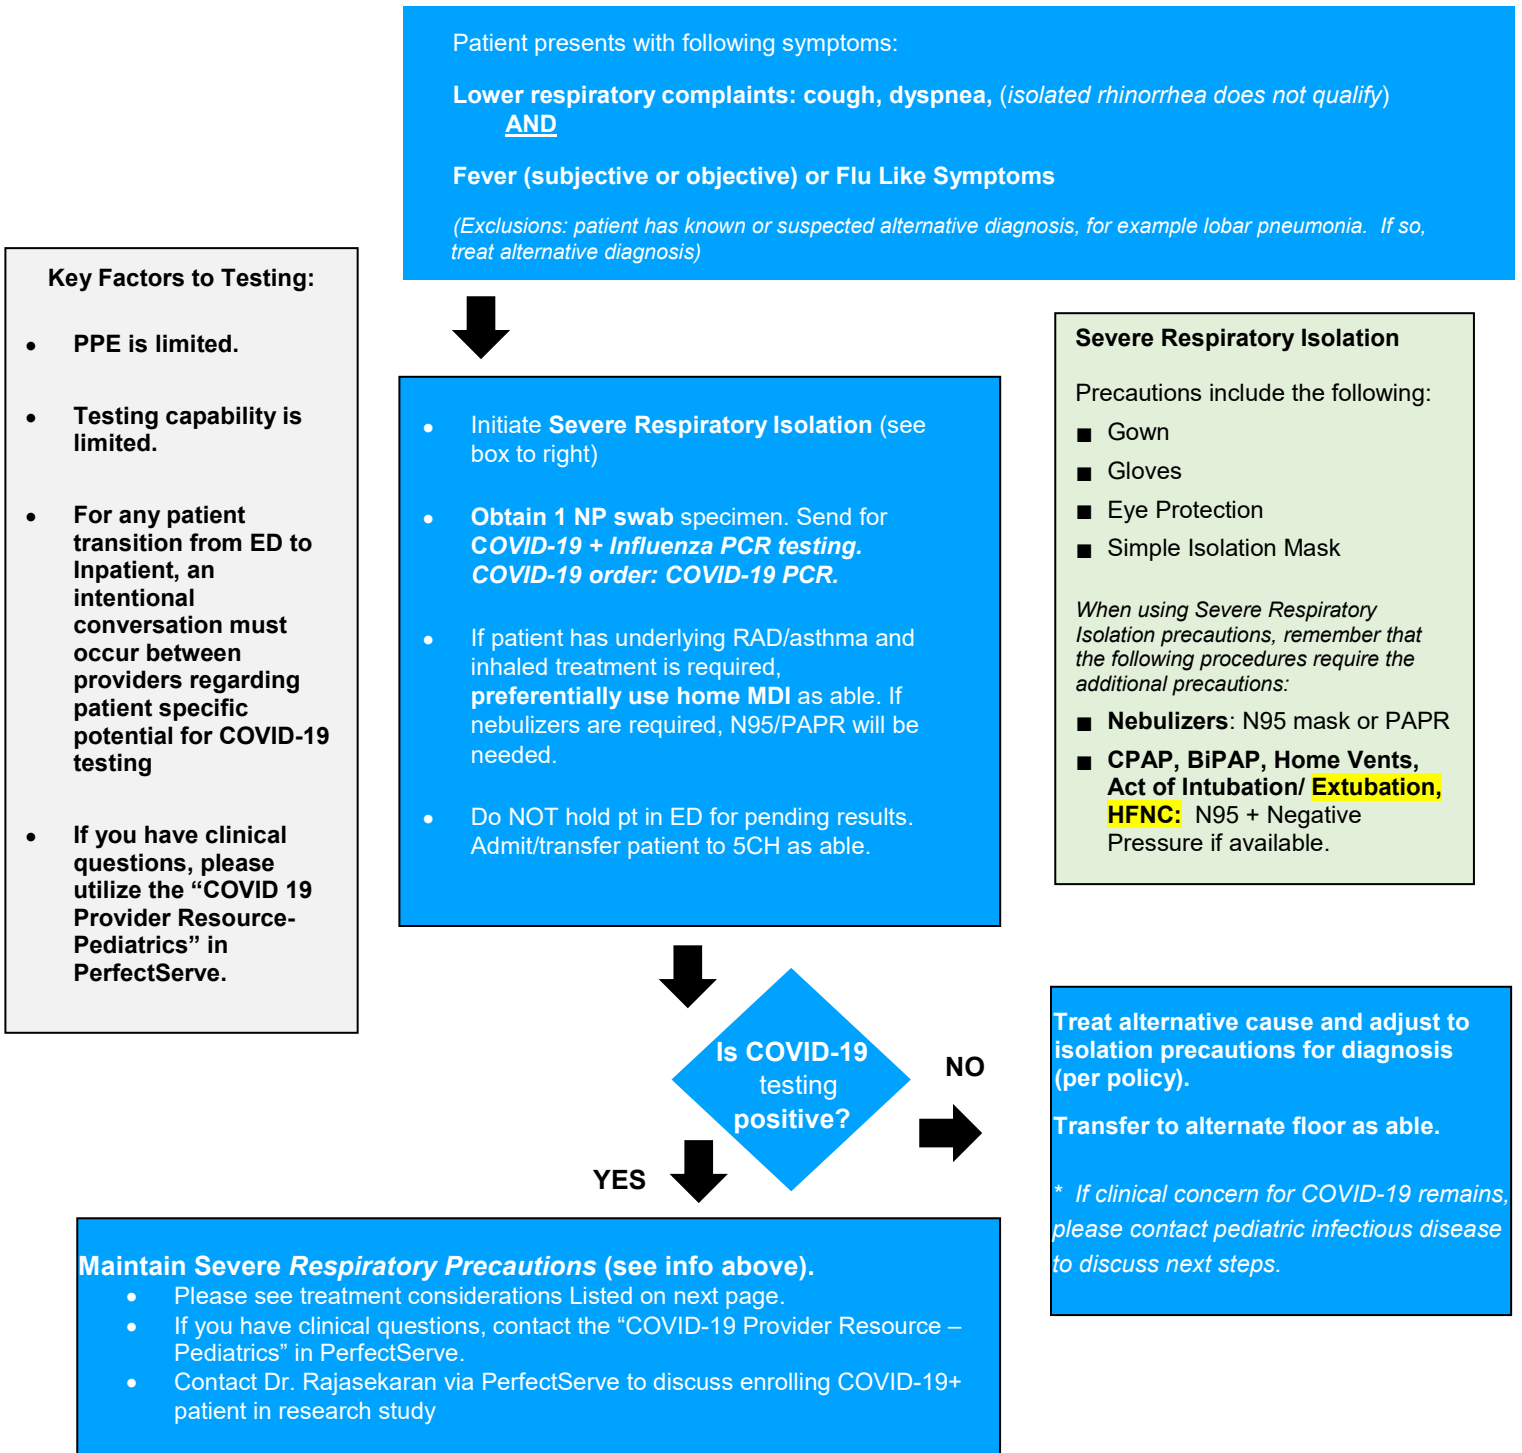 Patient presents with following symptoms:
Lower respiratory complaints: cough, dyspnea, (isolated rhinorrhea does not qualify)
AND
Fever (subjective or objective) or Flu Like Symptoms
(Exclusions: patient has known or suspected alternative diagnosis, for example lobar pneumonia.  If so,
treat alternative diagnosis)
Key Factors to Testing:
• PPE is limited.
• Testing capability is
limited.
• For any patient
transition from ED to
Inpatient, an
intentional
conversation must
occur between
providers regarding
patient specific
potential for COVID-19
testing
• If you have clinical
questions, please
utilize the “COVID 19
Provider Resource-
Pediatrics” in
PerfectServe.
• Initiate Severe Respiratory Isolation (see
box to right)
• Obtain 1 NP swab specimen. Send for
COVID-19 + Influenza PCR testing.
COVID-19 order: COVID-19 PCR.
• If patient has underlying RAD/asthma and
inhaled treatment is required,
preferentially use home MDI as able. If
nebulizers are required, N95/PAPR will be
needed.
• Do NOT hold pt in ED for pending results.
Admit/transfer patient to 5CH as able.
Severe Respiratory Isolation
Precautions include the following:
■ Gown
■ Gloves
■ Eye Protection
■ Simple Isolation Mask
When using Severe Respiratory
Isolation precautions, remember that
the following procedures require the
additional precautions:
■ Nebulizers: N95 mask or PAPR
■ CPAP, BiPAP, Home Vents,
Act of Intubation/ Extubation,
HFNC:  N95 + Negative
Pressure if available.
Is COVID-19
testing
positive?
NO
YES
Treat alternative cause and adjust to
isolation precautions for diagnosis
(per policy).
Transfer to alternate floor as able.
*  If clinical concern for COVID-19 remains,
please contact pediatric infectious disease
to discuss next steps.
Maintain Severe Respiratory Precautions (see info above).
• Please see treatment considerations Listed on next page.
• If you have clinical questions, contact the “COVID-19 Provider Resource –
Pediatrics” in PerfectServe.
• Contact Dr. Rajasekaran via PerfectServe to discuss enrolling COVID-19+
patient in research study